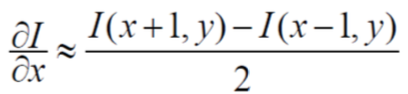 ∂I/∂x ≈ (I(x+1, y) − I(x−1, y))/2